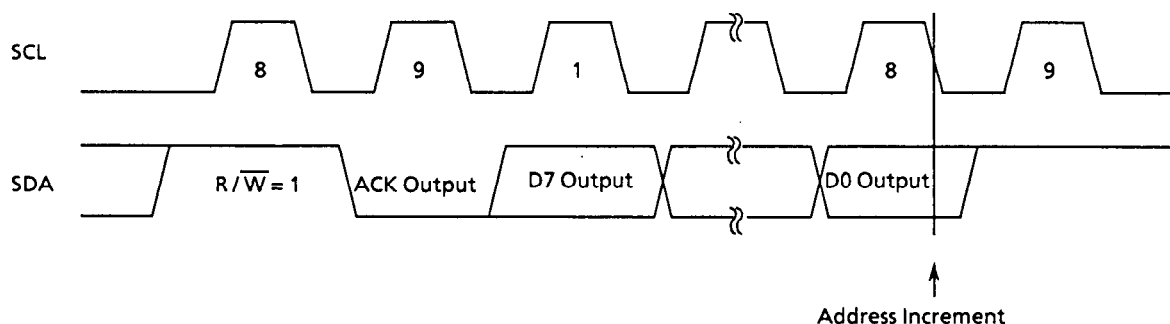 SCL
8
9
1
8
9
SDA
R/W̅ = 1
ACK Output
D7 Output
D0 Output
Address Increment